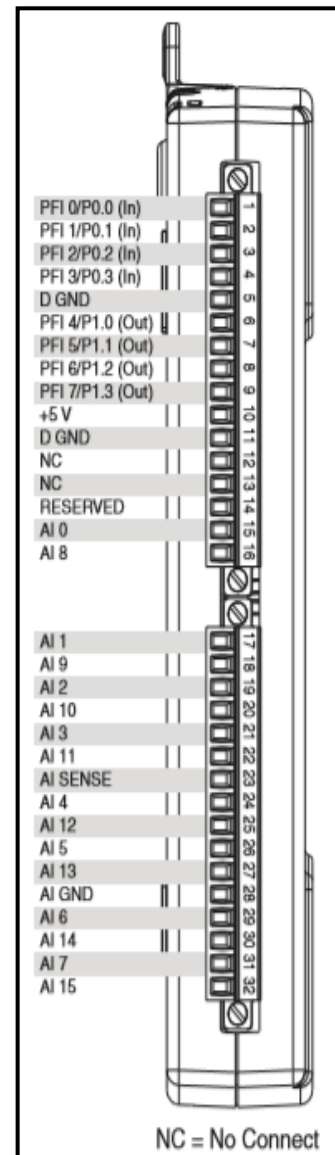 PFI 0/P0.0 (In) 1
PFI 1/P0.1 (In) 2
PFI 2/P0.2 (In) 3
PFI 3/P0.3 (In) 4
D GND 5
PFI 4/P1.0 (Out) 6
PFI 5/P1.1 (Out) 7
PFI 6/P1.2 (Out) 8
PFI 7/P1.3 (Out) 9
+5 V 10
D GND 11
NC 12
NC 13
RESERVED 14
AI 0 15
AI 8 16
AI 1 17
AI 9 18
AI 2 19
AI 10 20
AI 3 21
AI 11 22
AI SENSE 23
AI 4 24
AI 12 25
AI 5 26
AI 13 27
AI GND 28
AI 6 29
AI 14 30
AI 7 31
AI 15 32
NC = No Connect